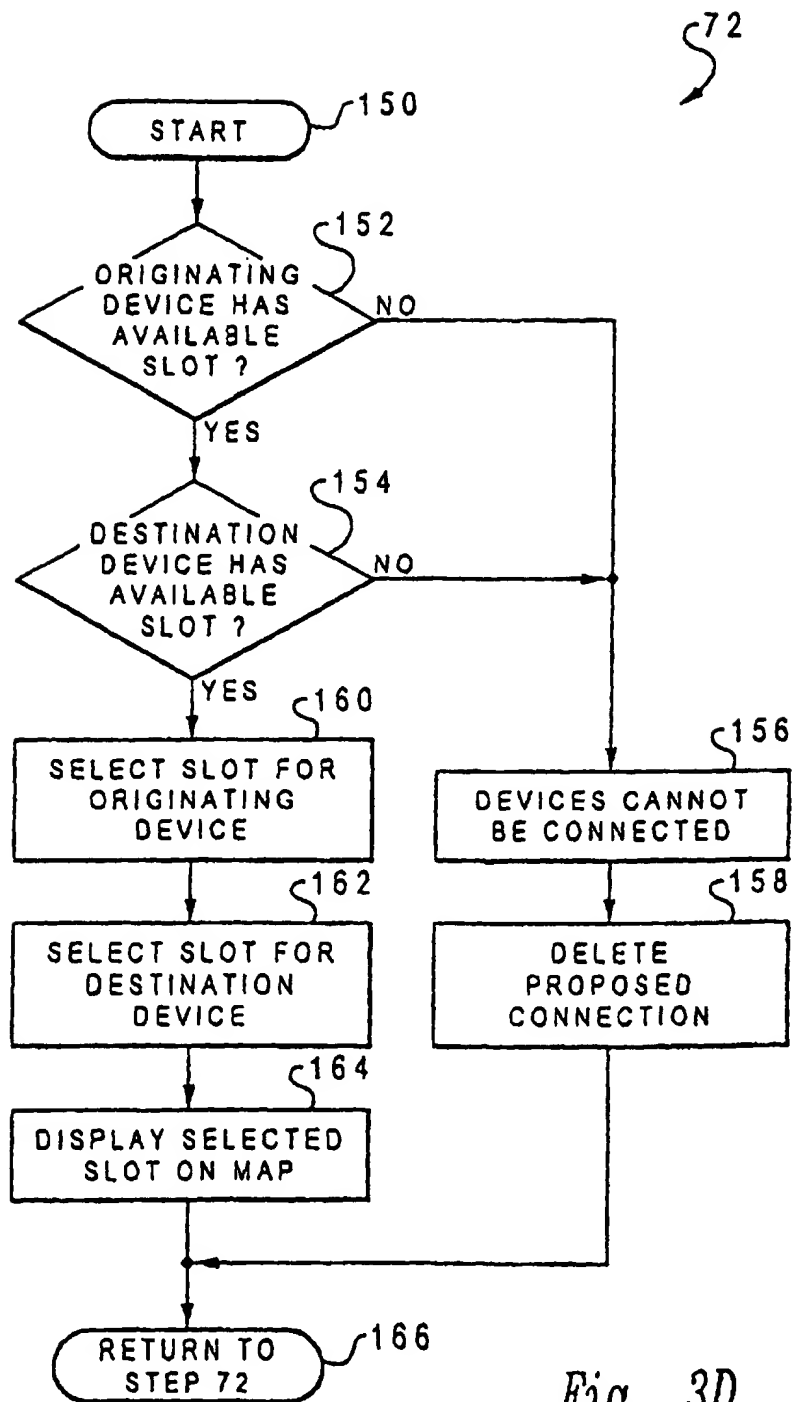 72
150
START
152
ORIGINATING
DEVICE HAS
AVAILABLE
SLOT ?
NO
YES
154
DESTINATION
DEVICE HAS
AVAILABLE
SLOT ?
NO
YES
160
SELECT SLOT FOR
ORIGINATING
DEVICE
156
DEVICES CANNOT
BE CONNECTED
162
SELECT SLOT FOR
DESTINATION
DEVICE
158
DELETE
PROPOSED
CONNECTION
164
DISPLAY SELECTED
SLOT ON MAP
166
RETURN TO
STEP 72
Fig. 3D